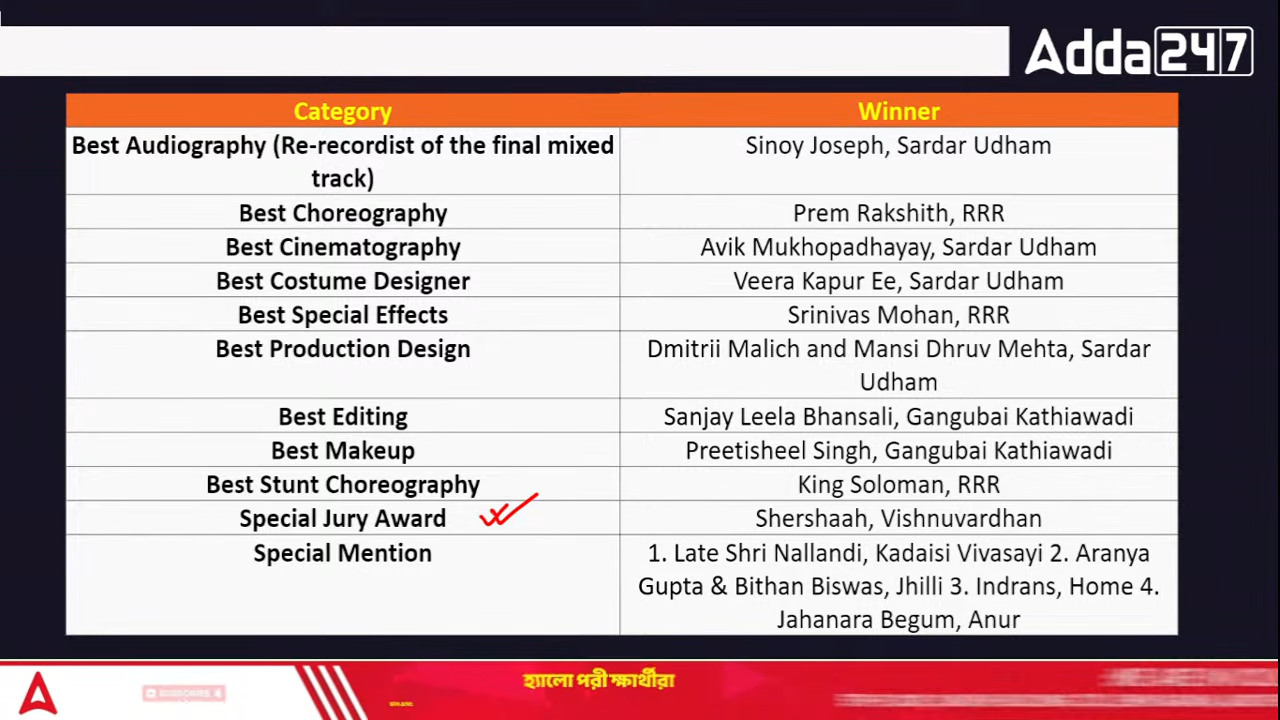 Adda247
Category Winner
Best Audiography (Re-recordist of the final mixed Sinoy Joseph, Sardar Udham
track)
Best Choreography Prem Rakshith, RRR
Best Cinematography Avik Mukhopadhayay, Sardar Udham
Best Costume Designer Veera Kapur Ee, Sardar Udham
Best Special Effects Srinivas Mohan, RRR
Best Production Design Dmitrii Malich and Mansi Dhruv Mehta, Sardar
Udham
Best Editing Sanjay Leela Bhansali, Gangubai Kathiawadi
Best Makeup Preetisheel Singh, Gangubai Kathiawadi
Best Stunt Choreography King Soloman, RRR
Special Jury Award Shershaah, Vishnuvardhan
Special Mention 1. Late Shri Nallandi, Kadaisi Vivasayi 2. Aranya
Gupta & Bithan Biswas, Jhilli 3. Indrans, Home 4.
Jahanara Begum, Anur
হ্যালো পরীক্ষার্থীরা
SUBSCRIBE